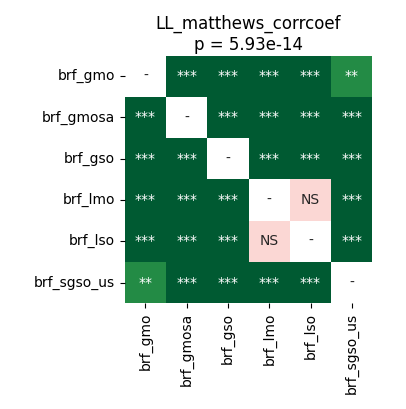 LL_matthews_corrcoef
p = 5.93e-14
brf_gmo - *** *** *** *** **
brf_gmosa *** - *** *** *** ***
brf_gso *** *** - *** *** ***
brf_lmo *** *** *** - NS ***
brf_lso *** *** *** NS - ***
brf_sgso_us ** *** *** *** *** -
brf_gmo brf_gmosa brf_gso brf_lmo brf_lso brf_sgso_us